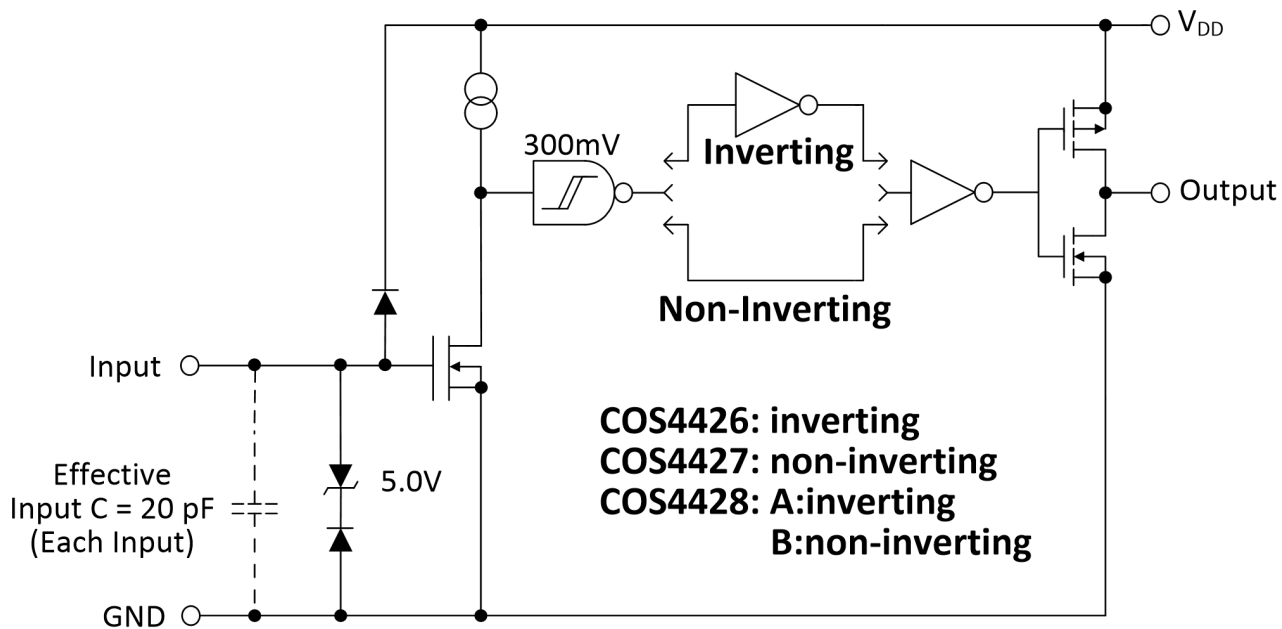 V_DD
300mV
Inverting
Output
Non-Inverting
Input
COS4426: inverting
COS4427: non-inverting
COS4428: A:inverting
B:non-inverting
5.0V
Effective
Input C = 20 pF
(Each Input)
GND